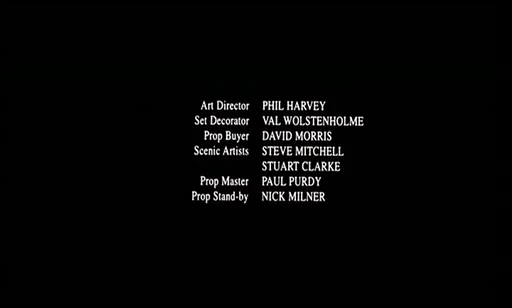 Art Director PHIL HARVEY
Set Decorator VAL WOLSTENHOLME
Prop Buyer DAVID MORRIS
Scenic Artists STEVE MITCHELL
STUART CLARKE
Prop Master PAUL PURDY
Prop Stand-by NICK MILNER